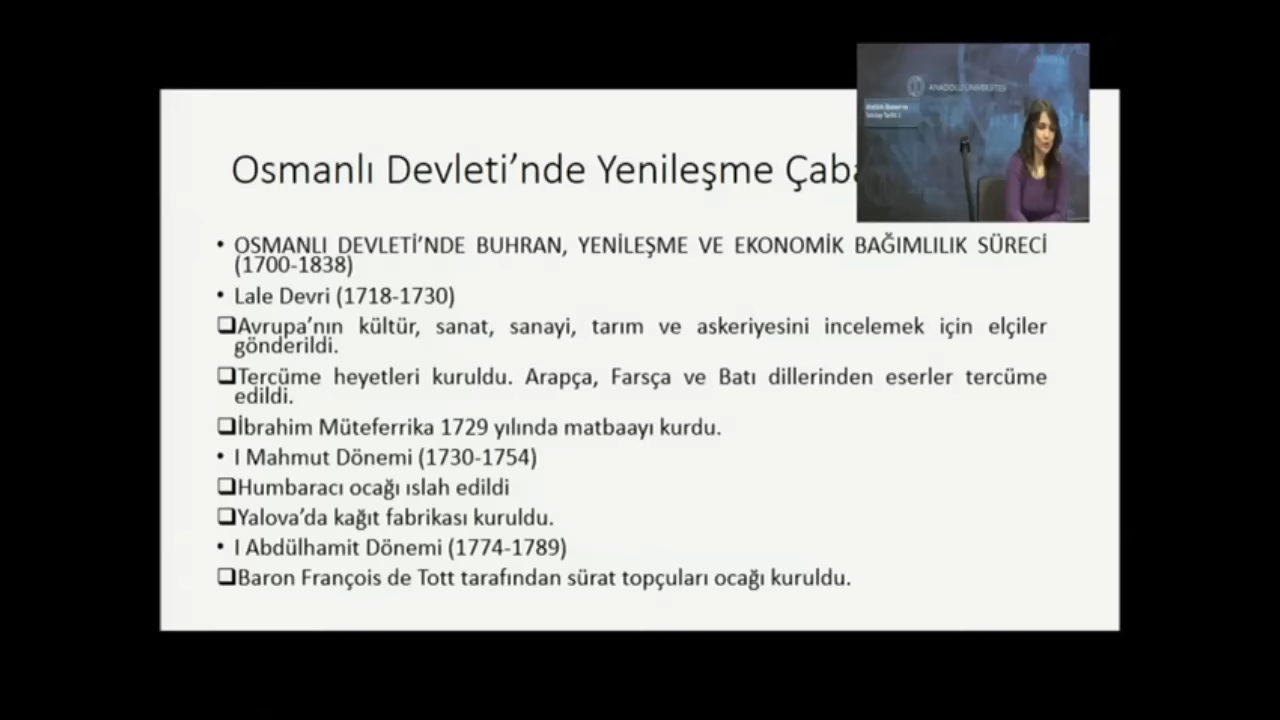 ANADOLU ÜNİVERSİTESİ
Osmanlı Devleti’nde Yenileşme Çaba
• OSMANLI DEVLETİ’NDE BUHRAN, YENİLEŞME VE EKONOMİK BAĞIMLILIK SÜRECİ
(1700-1838)
• Lale Devri (1718-1730)
❑Avrupa’nın kültür, sanat, sanayi, tarım ve askeriyesini incelemek için elçiler
gönderildi.
❑Tercüme heyetleri kuruldu. Arapça, Farsça ve Batı dillerinden eserler tercüme
edildi.
❑İbrahim Müteferrika 1729 yılında matbaayı kurdu.
• I Mahmut Dönemi (1730-1754)
❑Humbaracı ocağı ıslah edildi
❑Yalova’da kağıt fabrikası kuruldu.
• I Abdülhamit Dönemi (1774-1789)
❑Baron François de Tott tarafından sürat topçuları ocağı kuruldu.